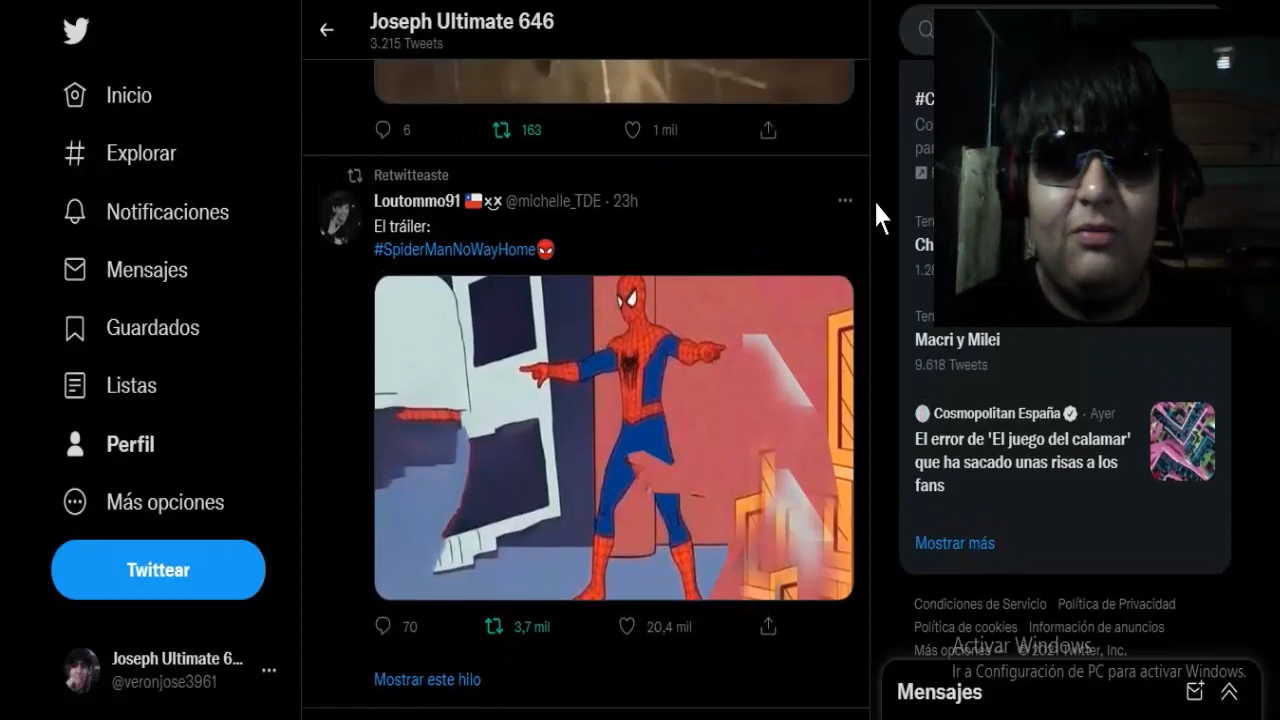 Joseph Ultimate 646
3.215 Tweets
Inicio
Explorar
Notificaciones
Mensajes
Guardados
Listas
Perfil
Más opciones
Twittear
Joseph Ultimate 6...
@veronjose3961
6
163
1 mil
Retwitteaste
Loutommo91 @michelle_TDE · 23h
El tráiler:
#SpiderManNoWayHome
70
3,7 mil
20,4 mil
Mostrar este hilo
#C
Co
pa
Ten
Ch
1.28
Ten
Macri y Milei
9.618 Tweets
Cosmopolitan España · Ayer
El error de 'El juego del calamar'
que ha sacado unas risas a los
fans
Mostrar más
Condiciones de Servicio Política de Privacidad
Política de cookies Información de anuncios
Más opciones © 2021 Twitter, Inc.
Activar Windows
Ir a Configuración de PC para activar Windows.
Mensajes